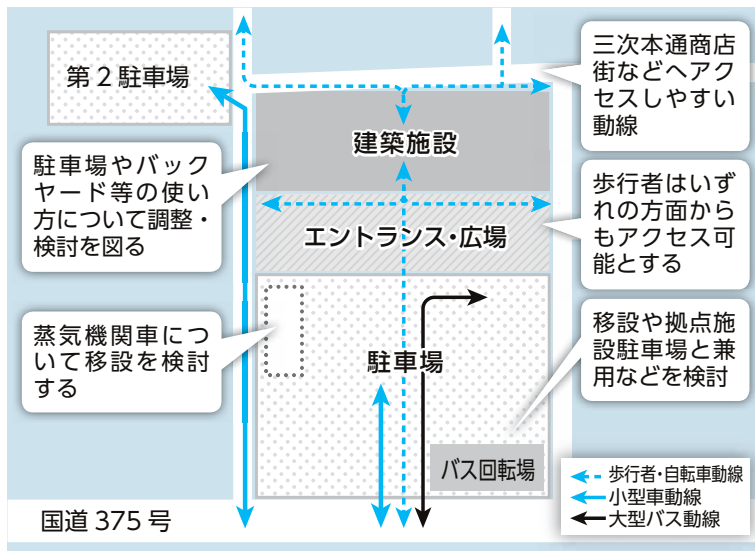 第2駐車場
三次本通商店
街などへアク
セスしやすい
動線
建築施設
駐車場やバック
ヤード等の使い
方について調整・
検討を図る
歩行者はいず
れの方面から
もアクセス可
能とする
エントランス・広場
蒸気機関車につ
いて移設を検討
する
駐車場
移設や拠点施
設駐車場と兼
用などを検討
バス回転場
歩行者・自転車動線
小型車動線
大型バス動線
国道 375 号